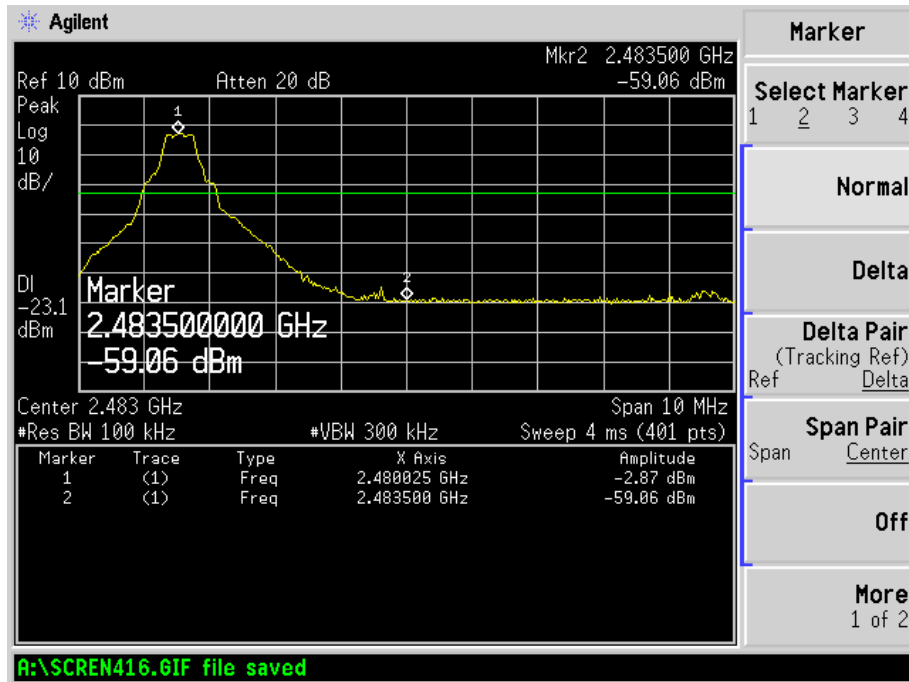 Agilent
Marker
Mkr2 2.483500 GHz
Ref 10 dBm Atten 20 dB -59.06 dBm
Peak
Log
10
dB/
1
2
DI
-23.1
dBm
Marker
2.483500000 GHz
-59.06 dBm
Center 2.483 GHz Span 10 MHz
#Res BW 100 kHz #VBW 300 kHz Sweep 4 ms (401 pts)
Marker Trace Type X Axis Amplitude
1 (1) Freq 2.480025 GHz -2.87 dBm
2 (1) Freq 2.483500 GHz -59.06 dBm
Select Marker
1 2 3 4
Normal
Delta
Delta Pair
(Tracking Ref)
Ref Delta
Span Pair
Span Center
Off
More
1 of 2
A:\SCREN416.GIF file saved